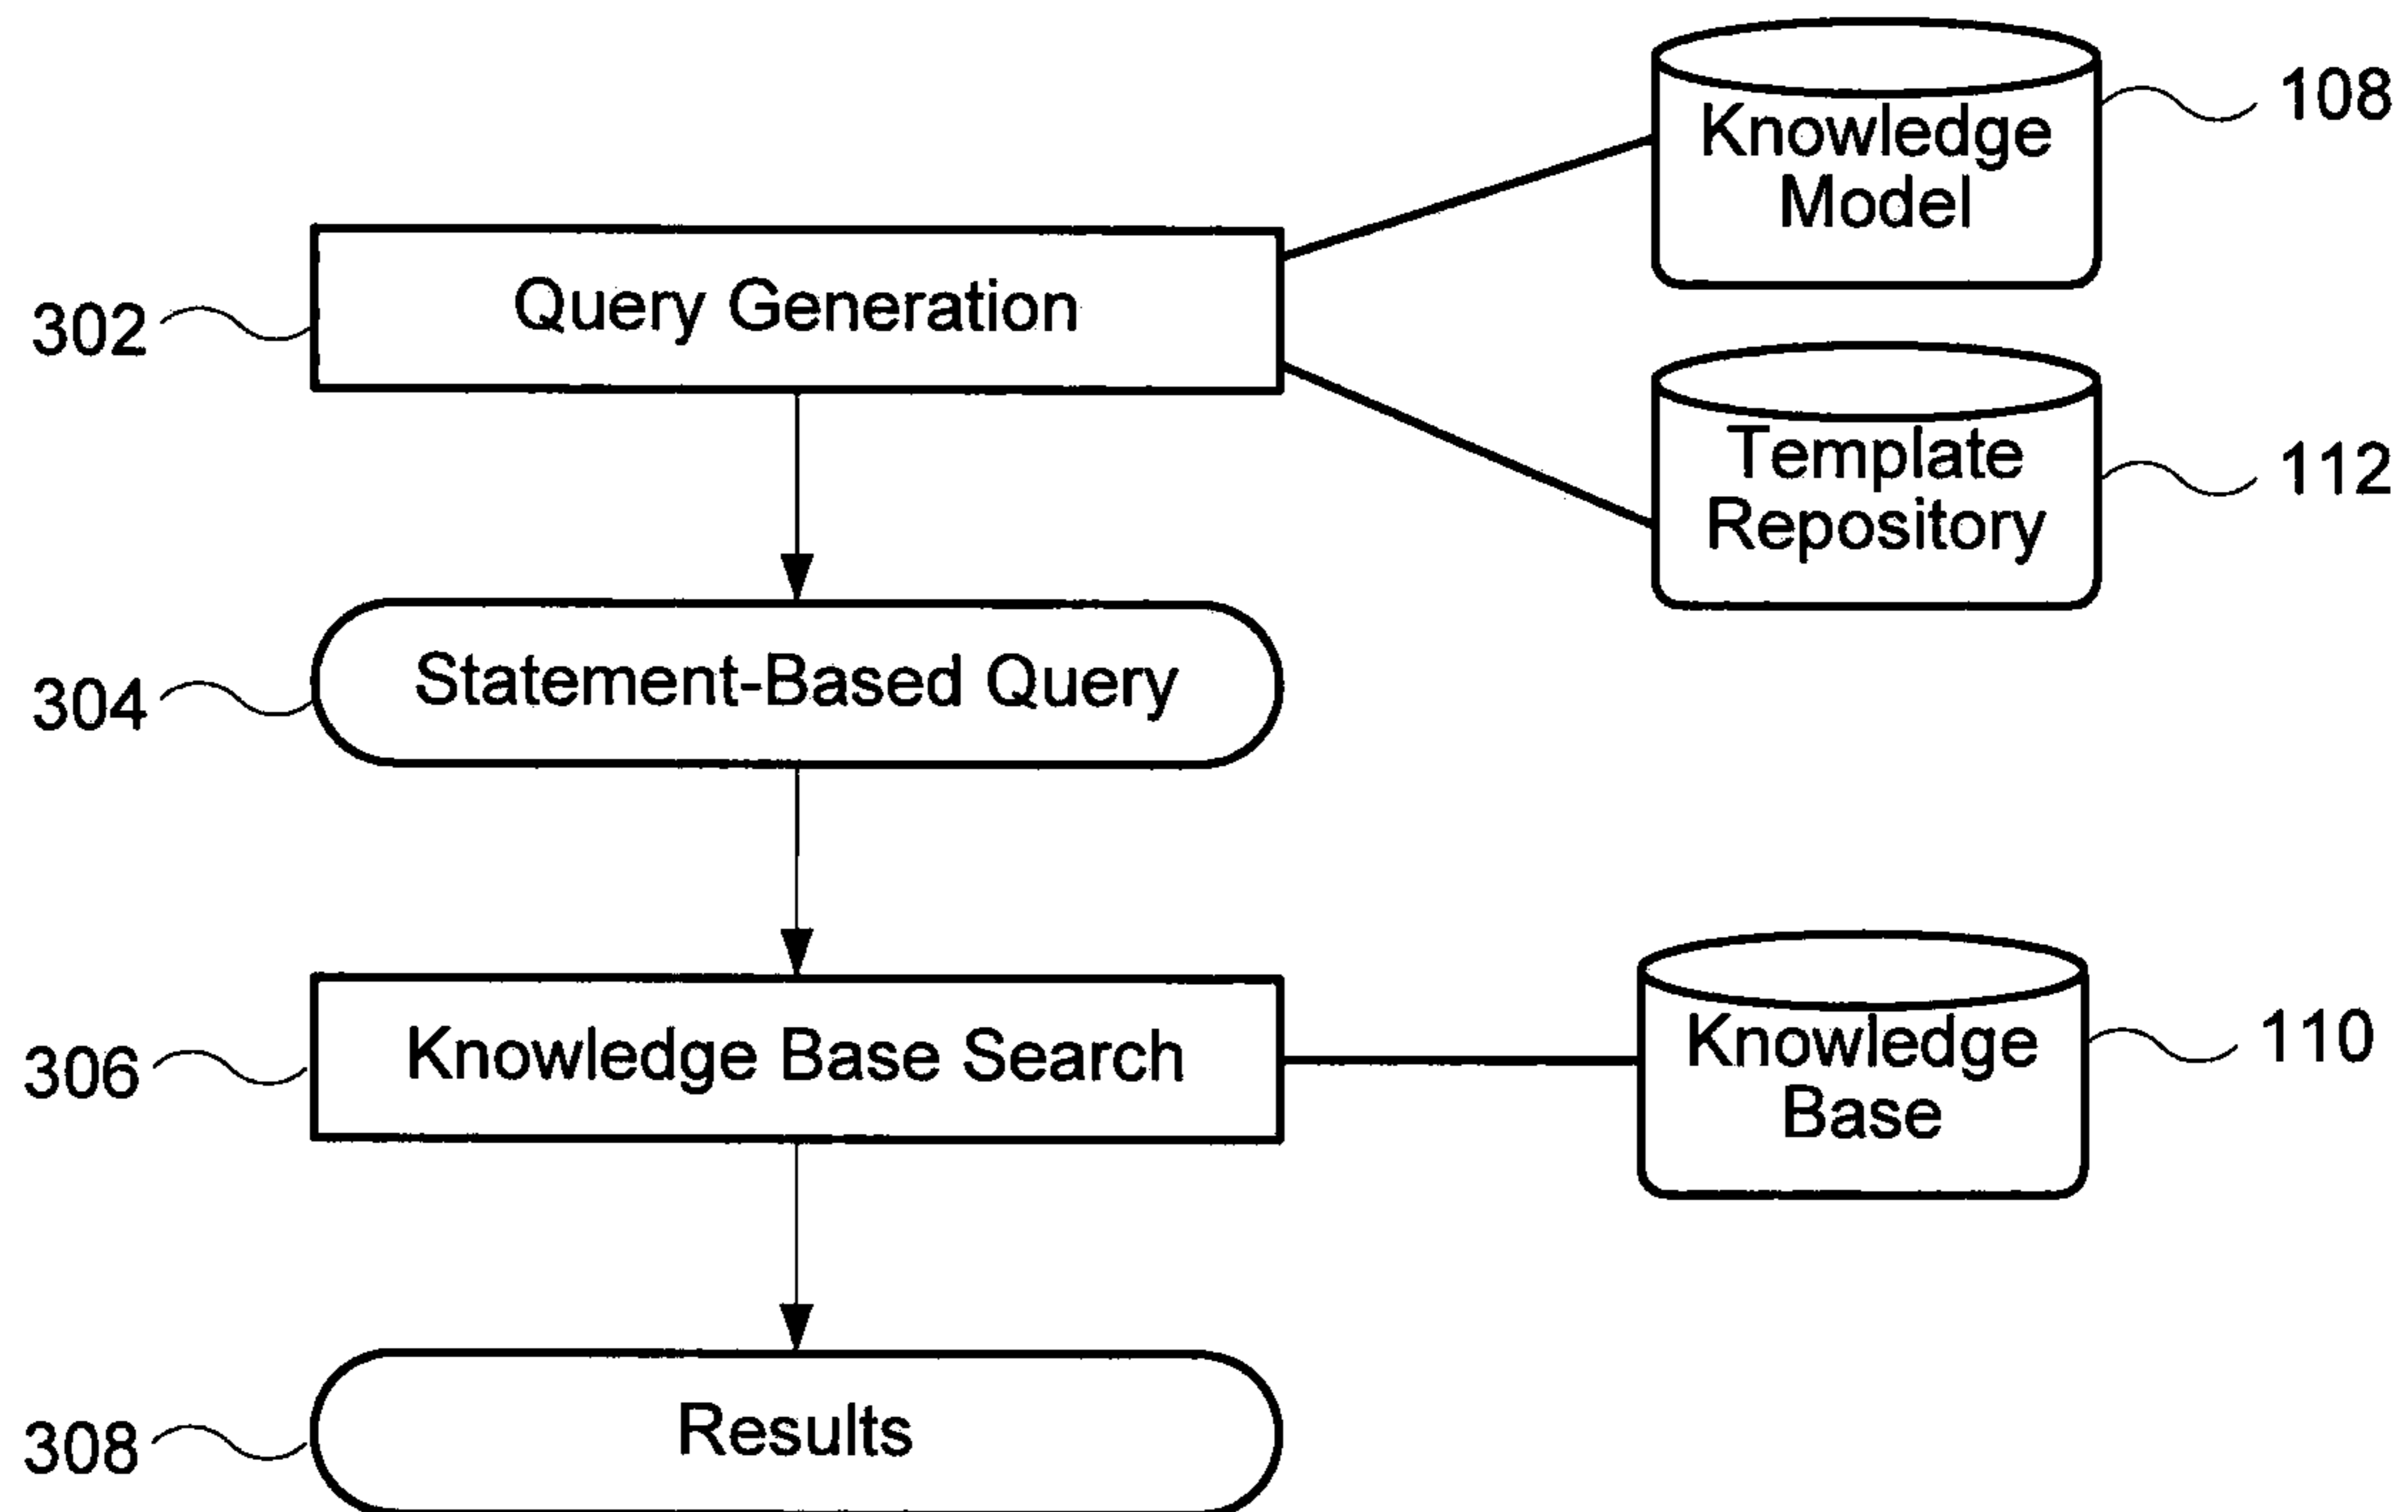 108
Knowledge
Model
302
Query Generation
Template
Repository
112
304
Statement-Based Query
306
Knowledge Base Search
Knowledge
Base
110
308
Results